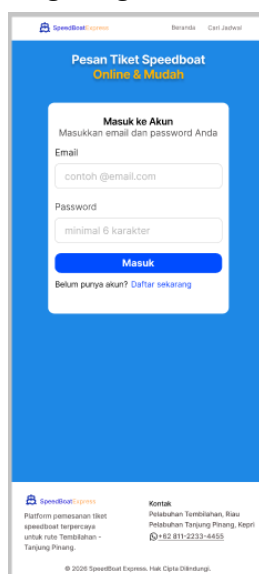 SpeedBoatExpress
Beranda Cari Jadwal
Pesan Tiket Speedboat
Online & Mudah
Masuk ke Akun
Masukkan email dan password Anda
Email
contoh @email.com
Password
minimal 6 karakter
Masuk
Belum punya akun? Daftar sekarang
SpeedBoatExpress
Platform pemesanan tiket
speedboat terpercaya
untuk rute Tembilahan -
Tanjung Pinang.
Kontak
Pelabuhan Tembilahan, Riau
Pelabuhan Tanjung Pinang, Kepri
+62 811-2233-4455
© 2026 SpeedBoat Express. Hak Cipta Dilindungi.